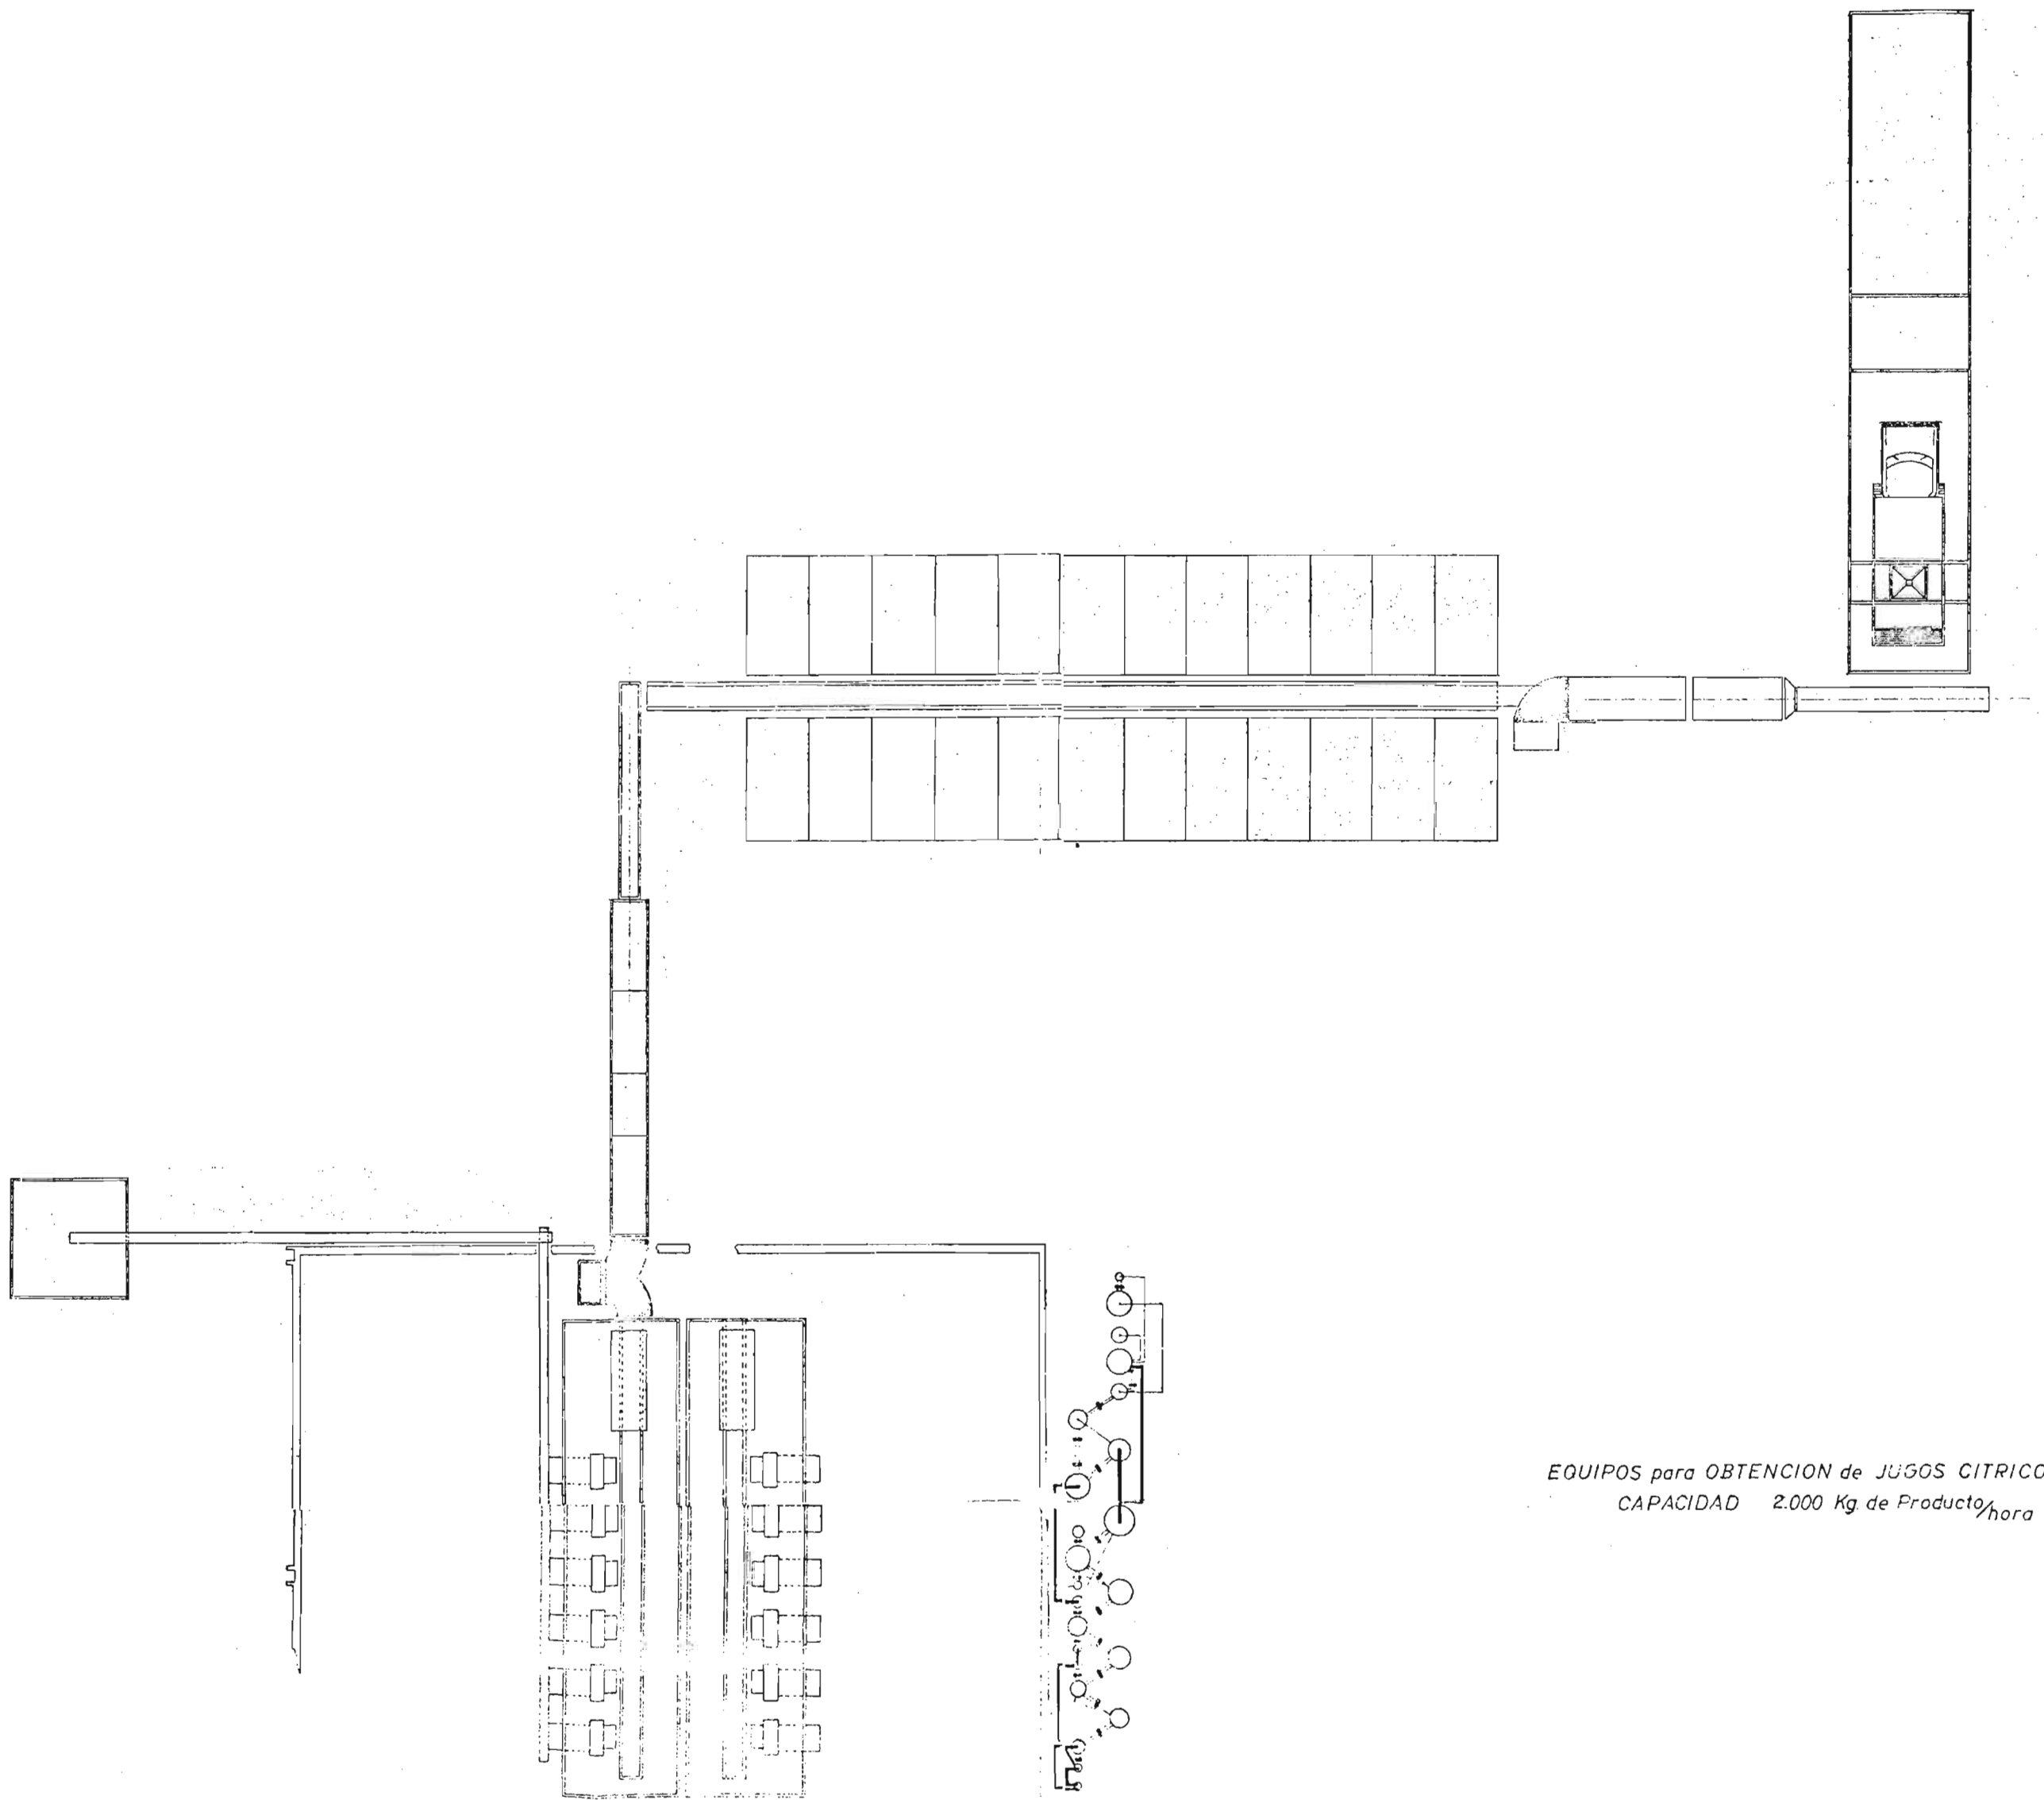 EQUIPOS para OBTENCION de JUGOS CITRICO
CAPACIDAD 2.000 Kg. de Producto/hora